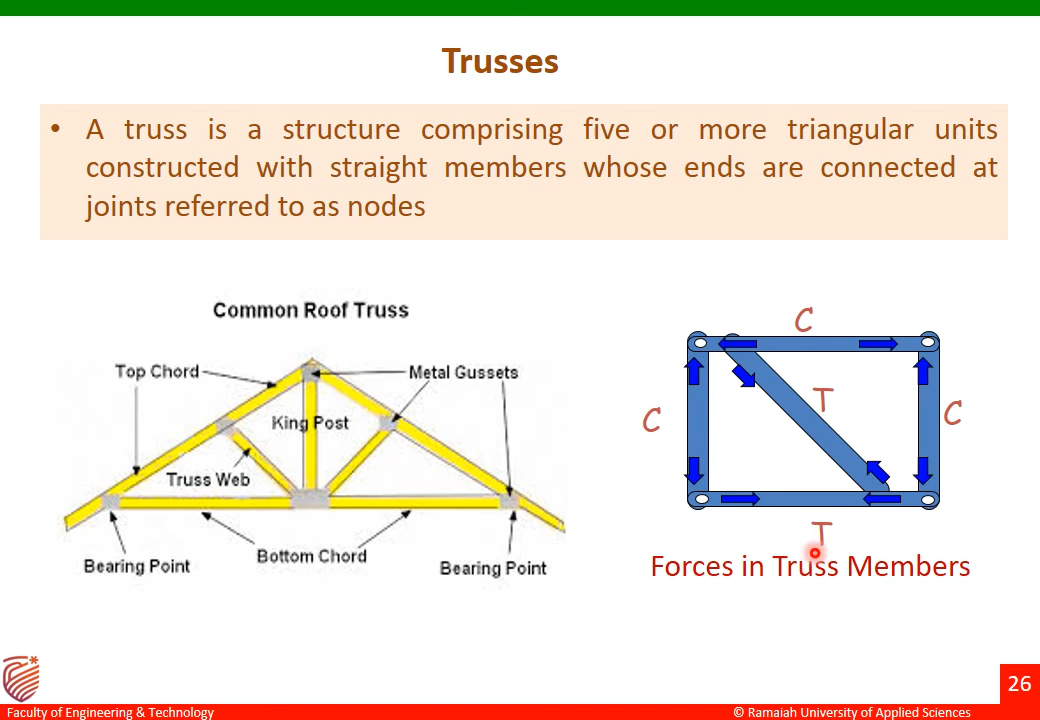 Trusses
• A truss is a structure comprising five or more triangular units
constructed with straight members whose ends are connected at
joints referred to as nodes
Common Roof Truss
Top Chord
Metal Gussets
King Post
Truss Web
Bottom Chord
Bearing Point
Bearing Point
C
C
T
C
T
Forces in Truss Members
26
Faculty of Engineering & Technology
© Ramaiah University of Applied Sciences